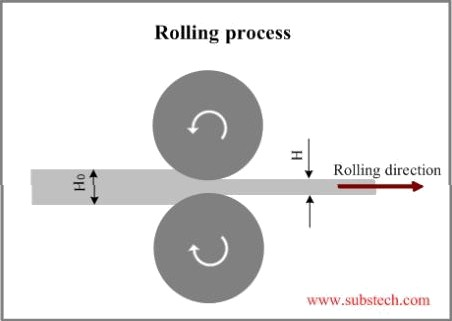 Rolling process
H₀
H
Rolling direction
www.substech.com